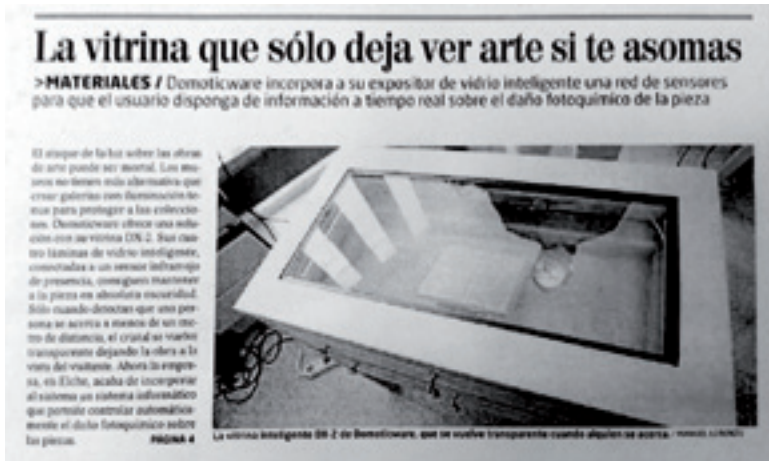 La vitrina que sólo deja ver arte si te asomas
>MATERIALES / Domoticware incorpora a su expositor de vidrio inteligente una red de sensores
para que el usuario disponga de información a tiempo real sobre el daño fotoquímico de la pieza
El ataque de la luz sobre las obras
de arte puede ser mortal. Los mu-
seos no tienen más alternativa que
crear galerías con iluminación te-
nue para proteger a las coleccio-
nes. Domoticware ofrece una solu-
ción con su vitrina DX-2. Sus cua-
tro láminas de vidrio inteligente,
conectadas a un sensor infrarrojo
de presencia, consiguen mantener
a la pieza en absoluta oscuridad.
Sólo cuando detectan que una per-
sona se acerca a menos de un me-
tro de distancia, el cristal se vuelve
transparente dejando la obra a la
vista del visitante. Ahora la empre-
sa, en Elche, acaba de incorporar
al sistema un sistema informático
que permite controlar automática-
mente el daño fotoquímico sobre
las piezas. PÁGINA 4
La vitrina inteligente DX-2 de Domoticware, que se vuelve transparente cuando alguien se acerca. / MANUEL LORENZO